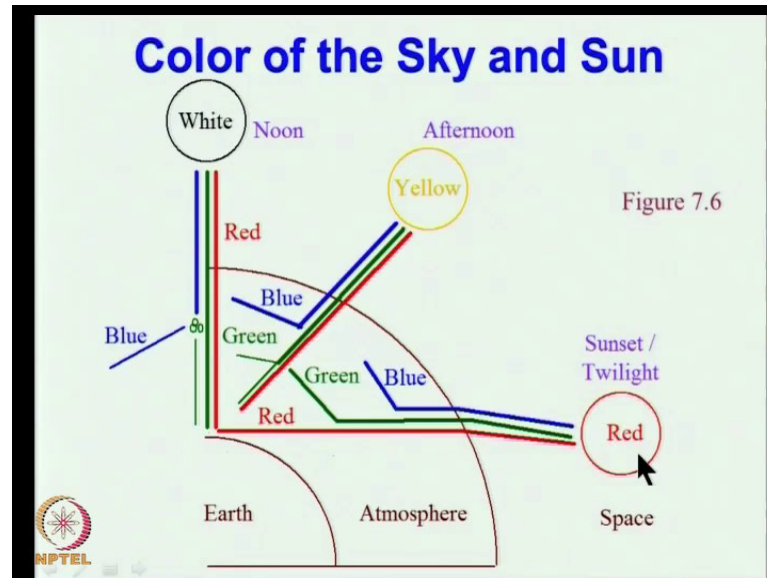 Color of the Sky and Sun
White
Noon
Afternoon
Yellow
Figure 7.6
Red
Blue
Blue
Green
Green
Blue
Sunset /
Twilight
Red
Red
Earth
Atmosphere
Space
NPTEL